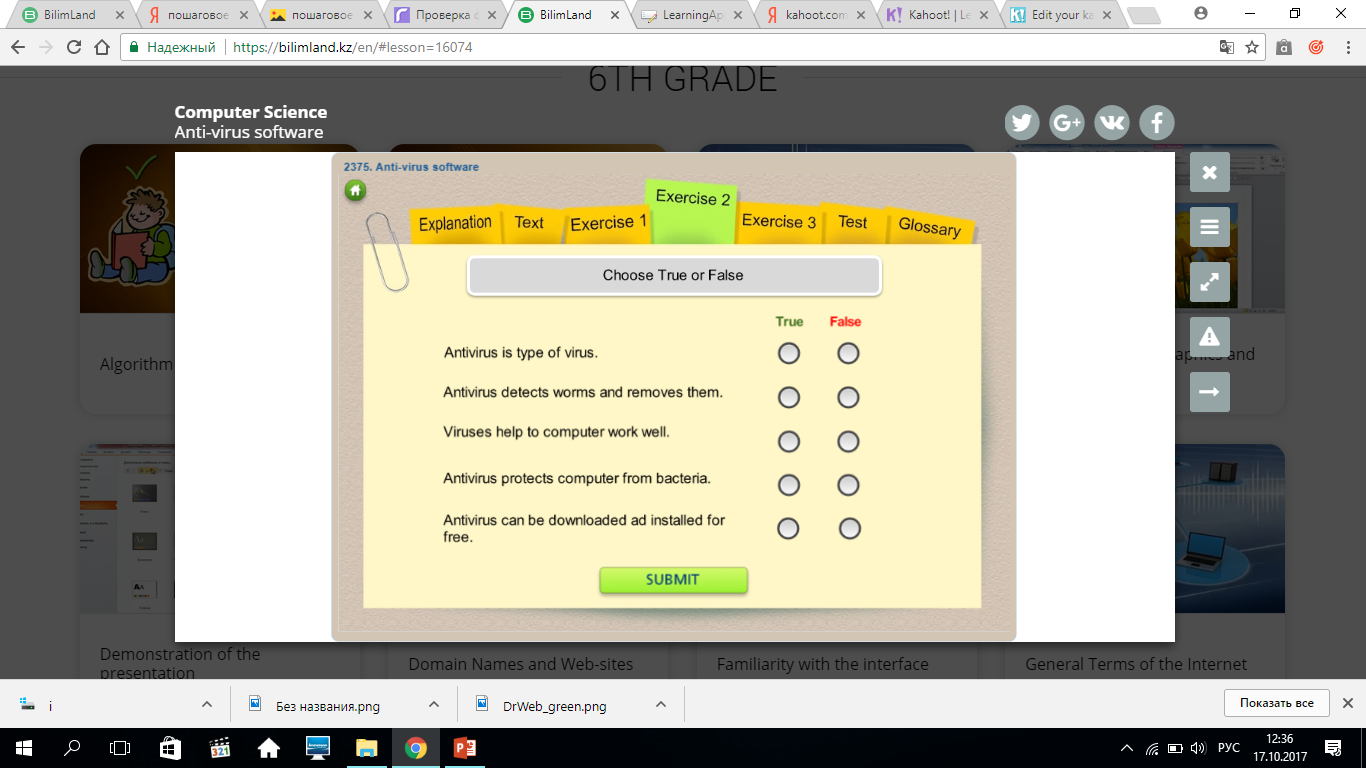 BilimLand
пошаговое
пошаговое
Проверка
BilimLand
LearningAp
kahoot.com
Kahoot! | Le
Edit your ka
Надежный
https://bilimland.kz/en/#lesson=16074
6TH GRADE
Computer Science
Anti-virus software
2375. Anti-virus software
Explanation
Text
Exercise 1
Exercise 2
Exercise 3
Test
Glossary
Choose True or False
True False
Antivirus is type of virus.
Antivirus detects worms and removes them.
Viruses help to computer work well.
Antivirus protects computer from bacteria.
Antivirus can be downloaded ad installed for
free.
SUBMIT
Algorithm
and
Demonstration of the
presentation
Domain Names and Web-sites
Familiarity with the interface
General Terms of the Internet
i
Без названия.png
DrWeb_green.png
Показать все
РУС
12:36
17.10.2017